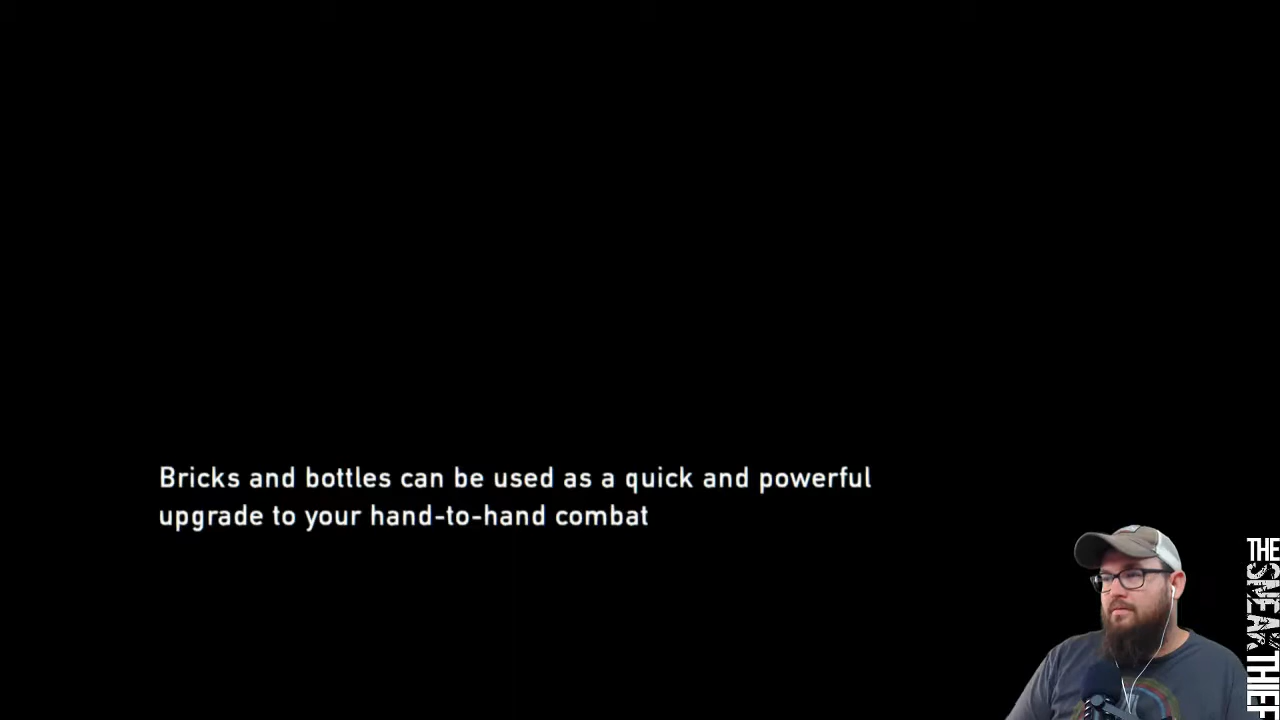 Bricks and bottles can be used as a quick and powerful
upgrade to your hand-to-hand combat
THE
SNEAK
THIEF